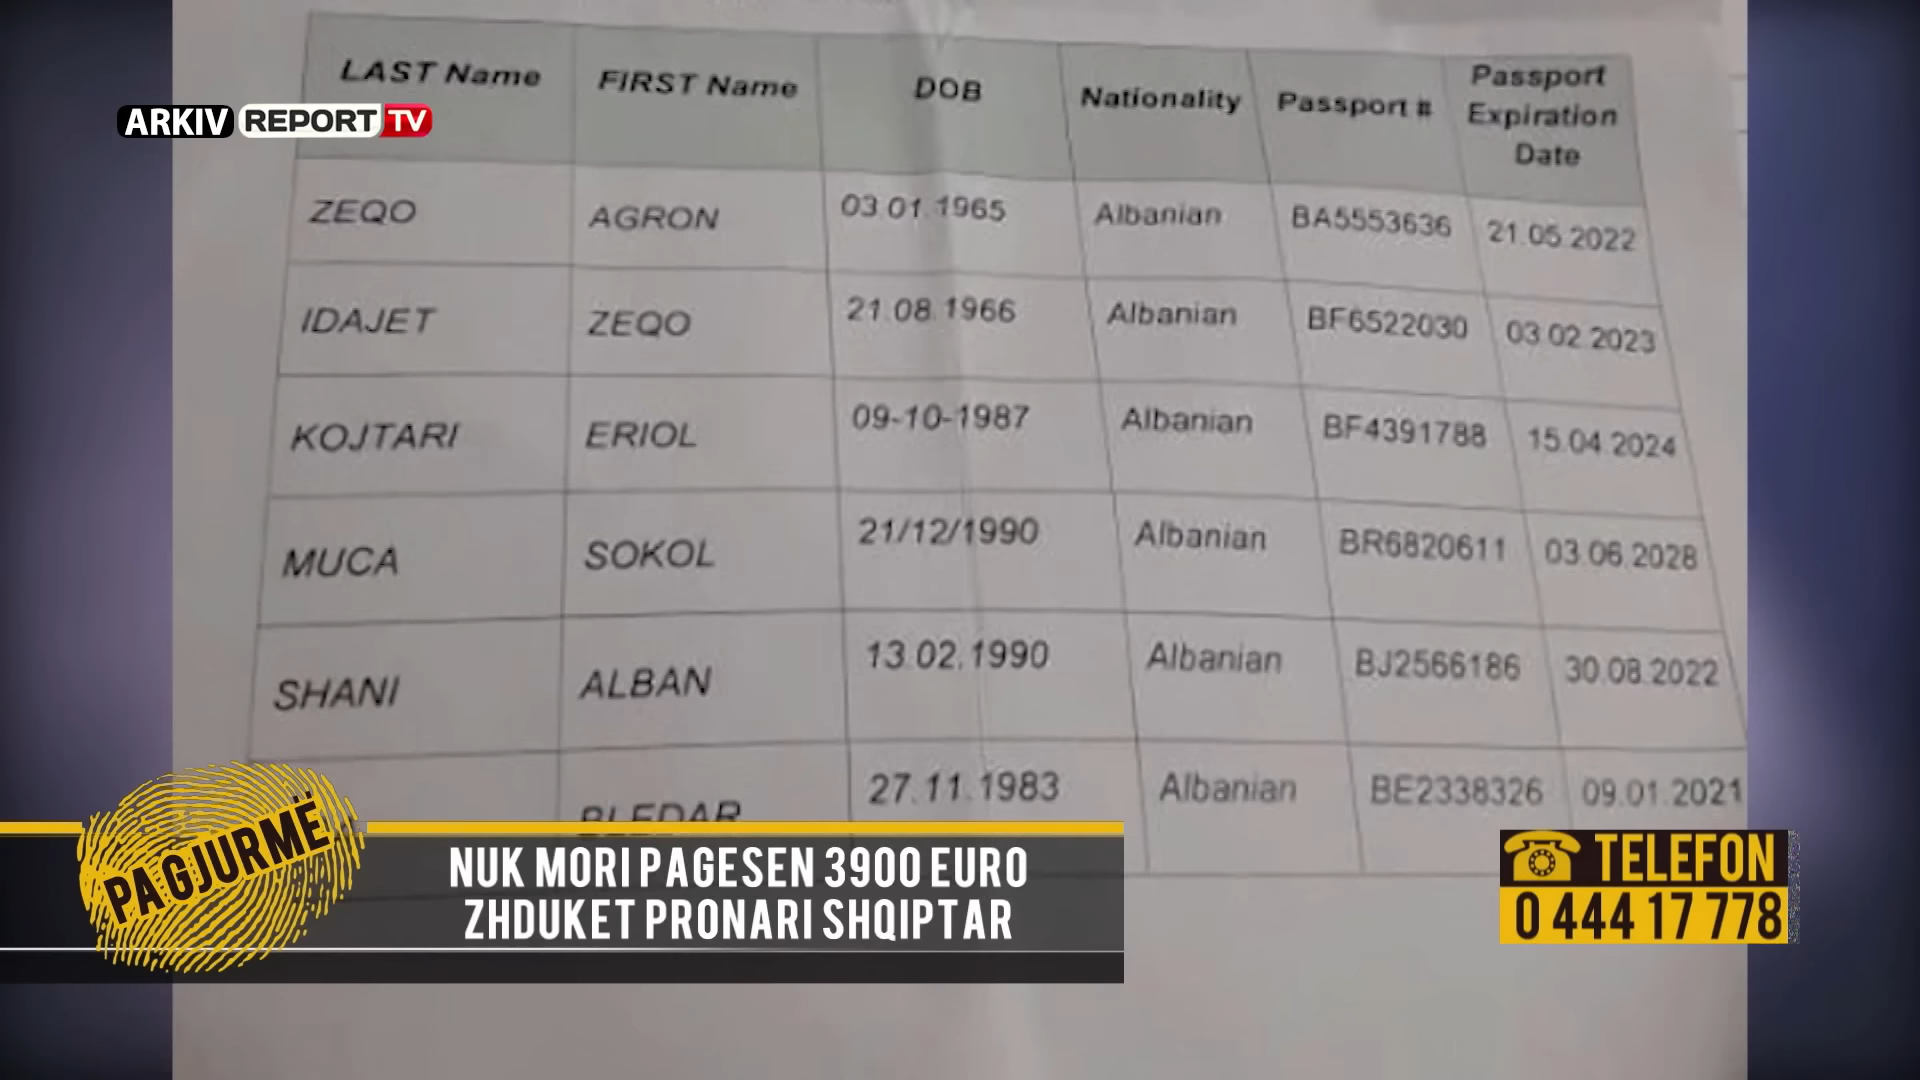 LAST Name FIRST Name DOB Nationality Passport # Passport Expiration Date
ZEQO AGRON 03.01.1965 Albanian BA5553636 21.05.2022
IDAJET ZEQO 21.08.1966 Albanian BF6522030 03.02.2023
KOJTARI ERIOL 09-10-1987 Albanian BF4391788 15.04.2024
MUCA SOKOL 21/12/1990 Albanian BR6820611 03.06.2028
SHANI ALBAN 13.02.1990 Albanian BJ2566186 30.08.2022
BLEDAR 27.11.1983 Albanian BE2338326 09.01.2021
ARKIV REPORT TV
PA GJURMË
NUK MORI PAGESEN 3900 EURO
ZHDUKET PRONARI SHQIPTAR
TELEFON
0 444 17 778